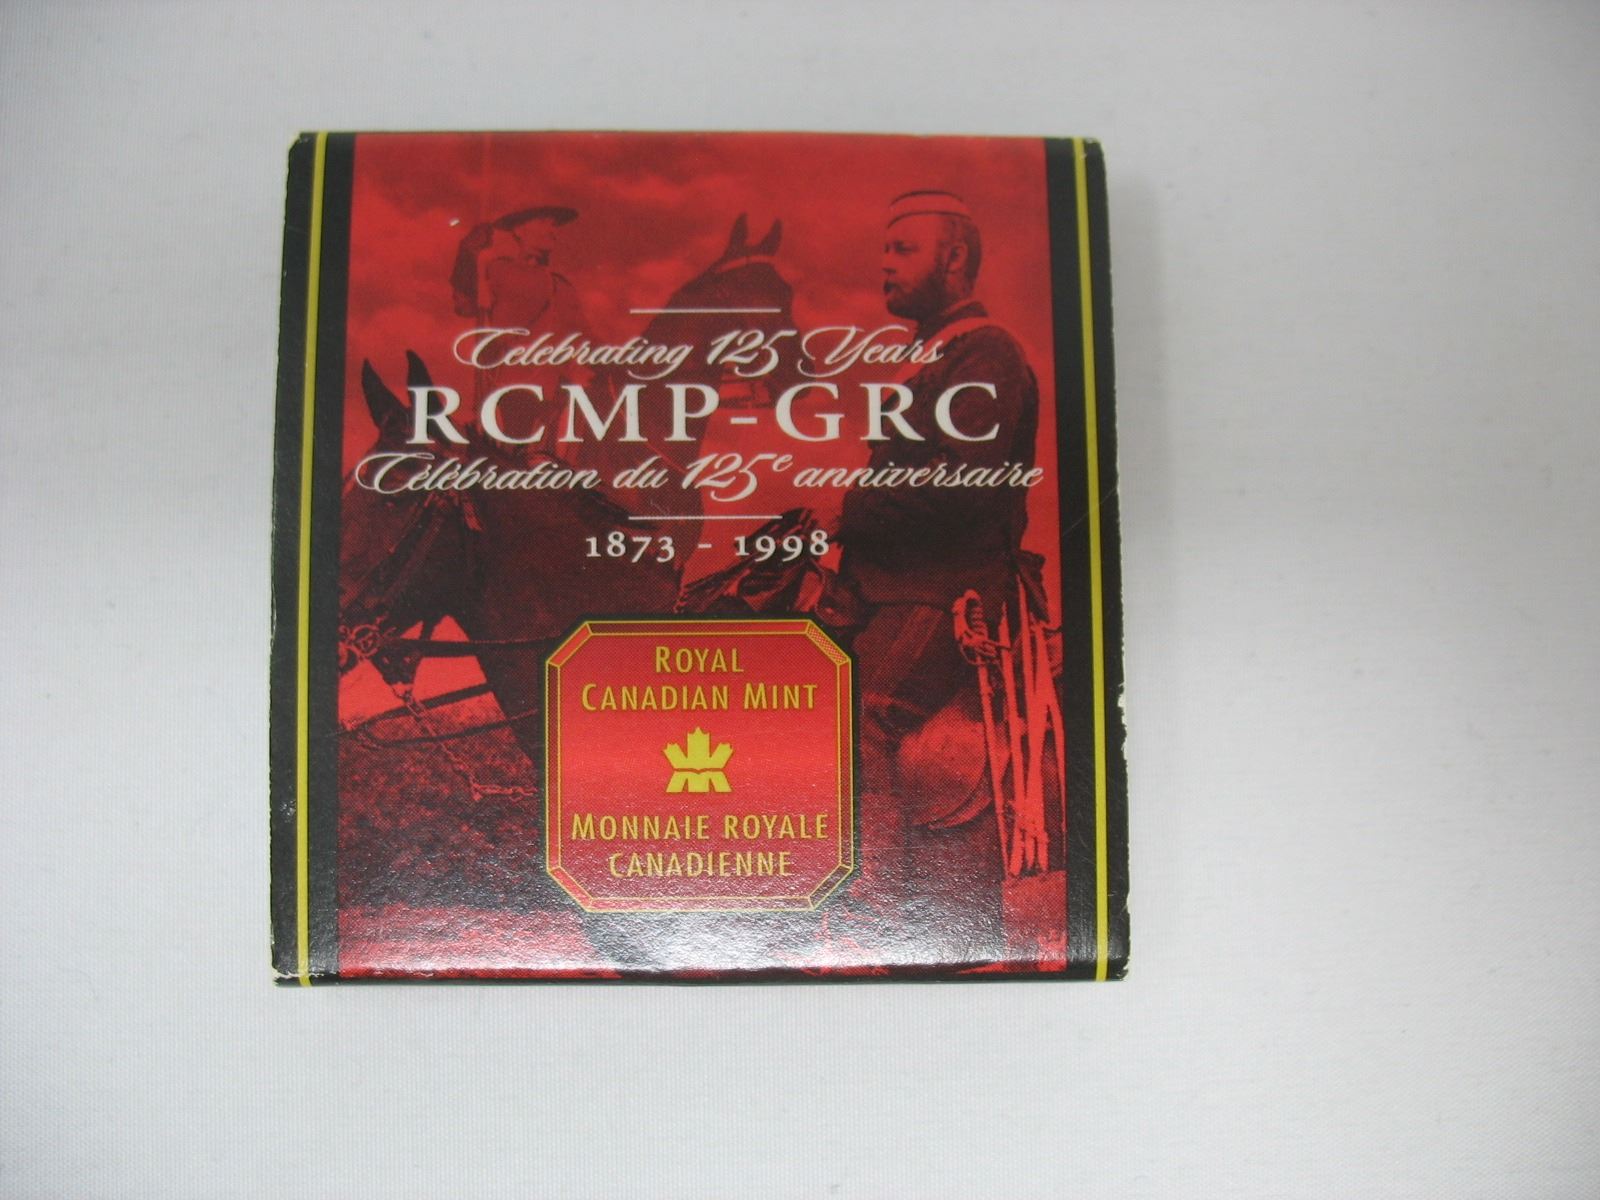 Celebrating 125 Years
RCMP-GRC
Célébration du 125e anniversaire
1873 - 1998
ROYAL
CANADIAN MINT
MONNAIE ROYALE
CANADIENNE